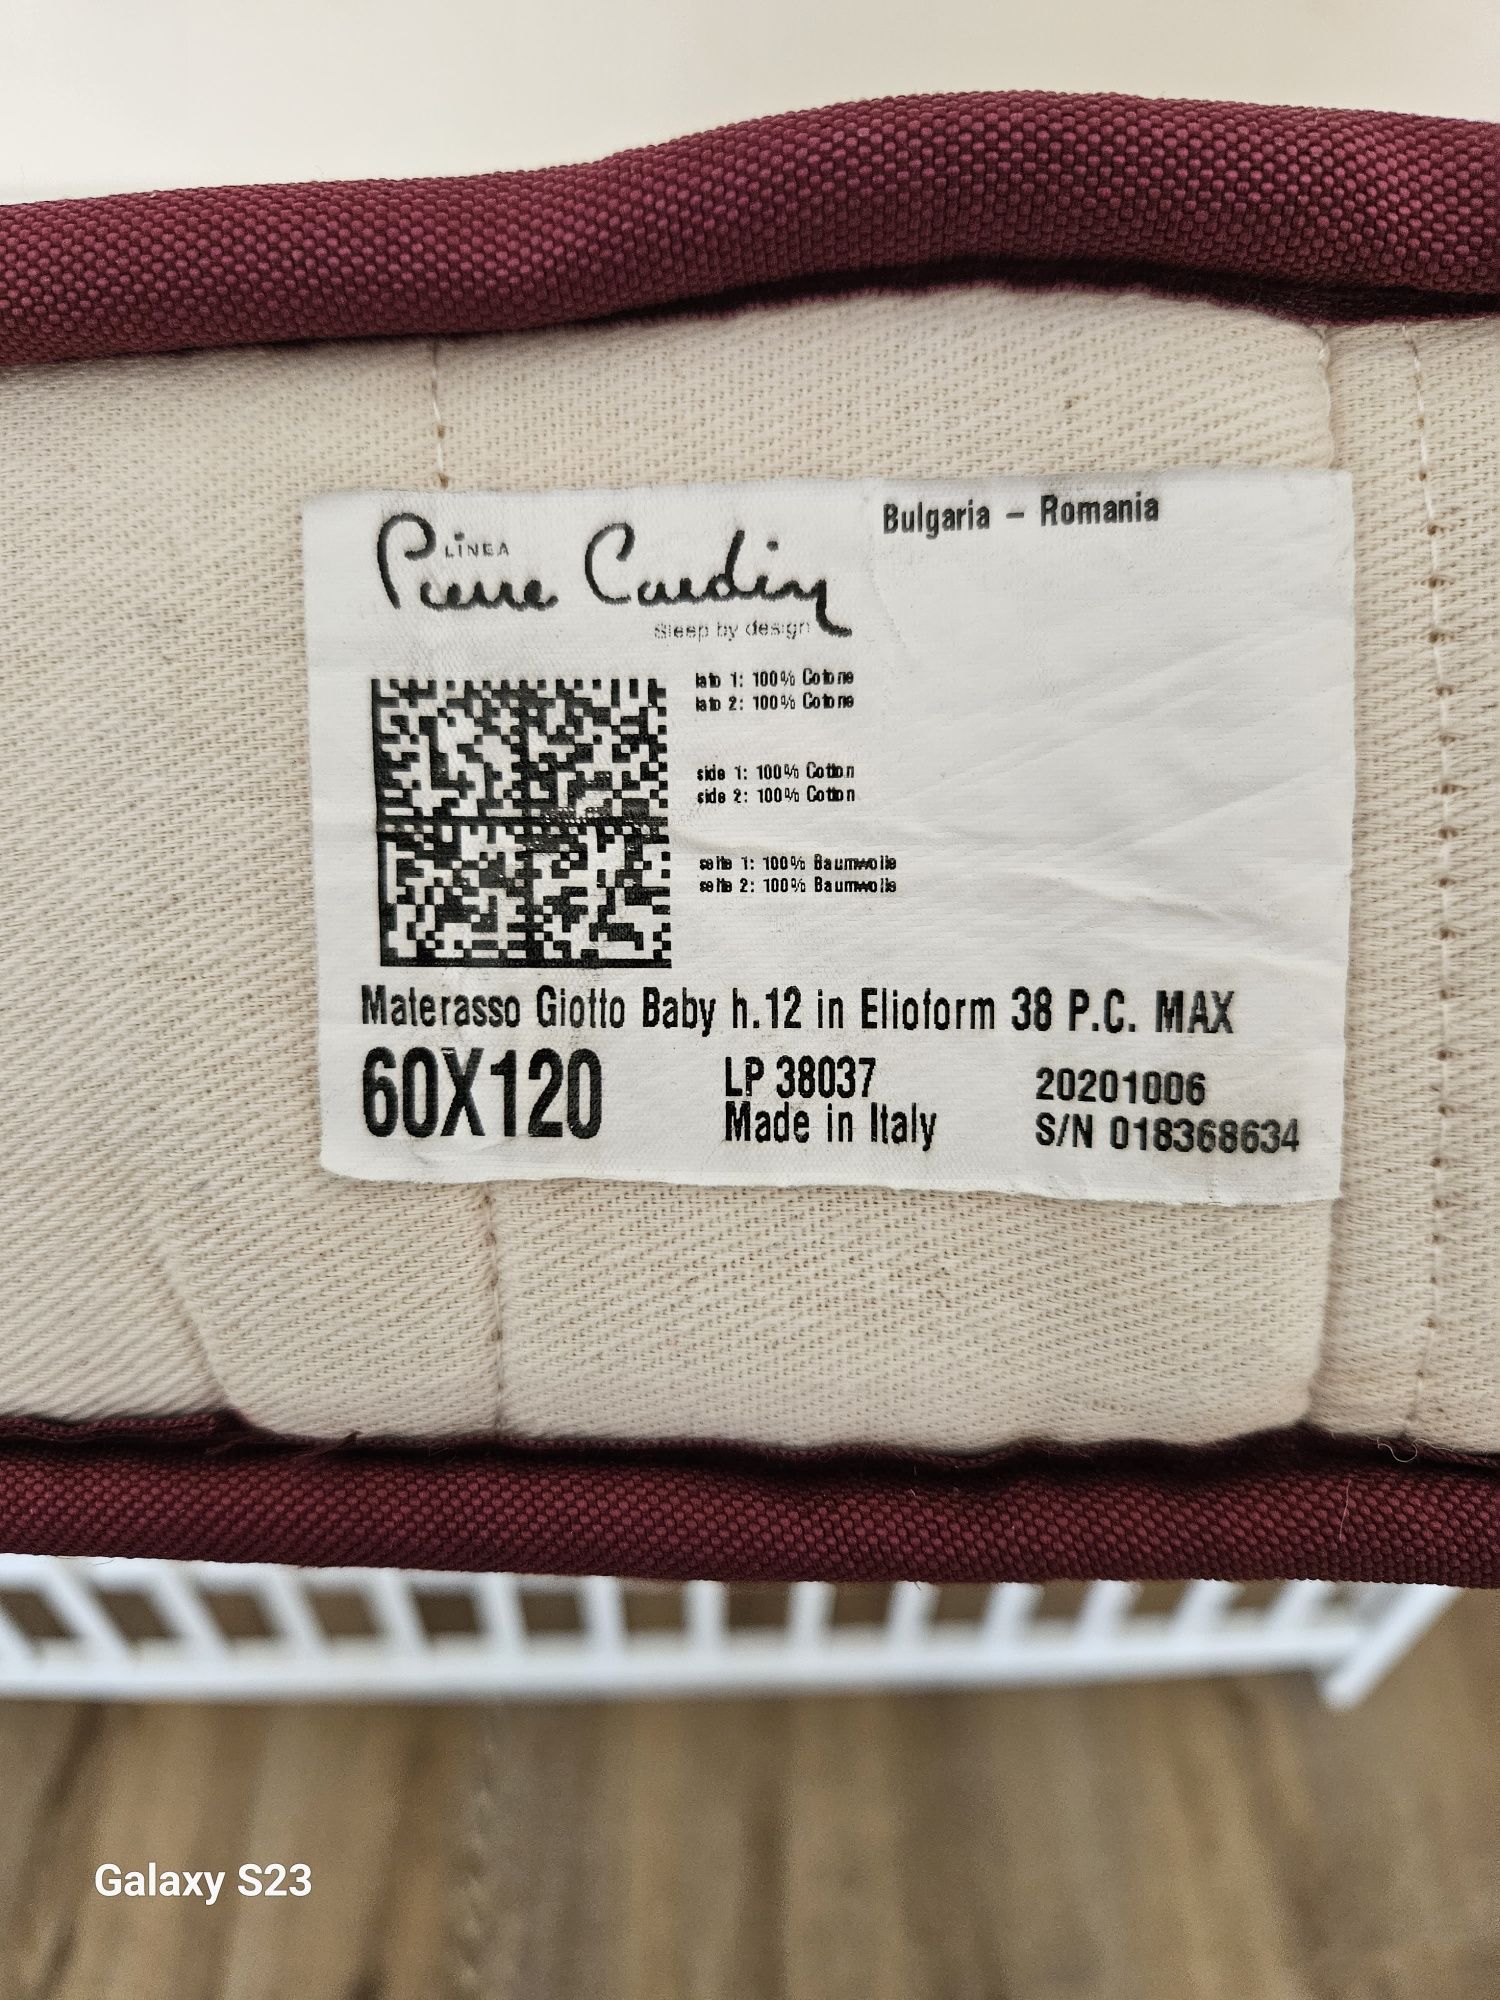 Bulgaria – Romania
LINEA
Pierre Cardin
Sleep by design
lato 1: 100% Cotone
lato 2: 100% Cotone
side 1: 100% Cotton
side 2: 100% Cotton
seite 1: 100% Baumwolle
seite 2: 100% Baumwolle
Materasso Giotto Baby h.12 in Elioform 38 P.C. MAX
60X120
LP 38037
Made in Italy
20201006
S/N 018368634
Galaxy S23